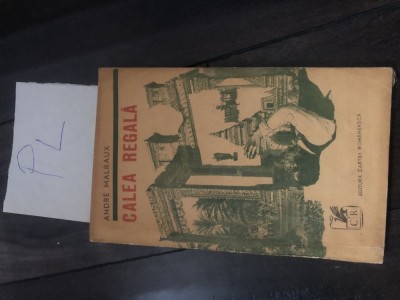 ANDRÉ MALRAUX
CALEA REGALĂ
EDITURA CARTEA ROMÂNEASCĂ
CR
PL